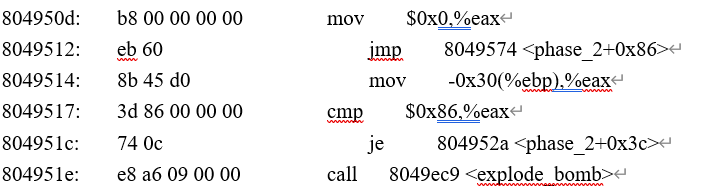 804950d: b8 00 00 00 00 mov $0x0,%eax↵
8049512: eb 60 jmp 8049574 <phase_2+0x86>↵
8049514: 8b 45 d0 mov -0x30(%ebp),%eax↵
8049517: 3d 86 00 00 00 cmp $0x86,%eax↵
804951c: 74 0c je 804952a <phase_2+0x3c>↵
804951e: e8 a6 09 00 00 call 8049ec9 <explode_bomb>↵